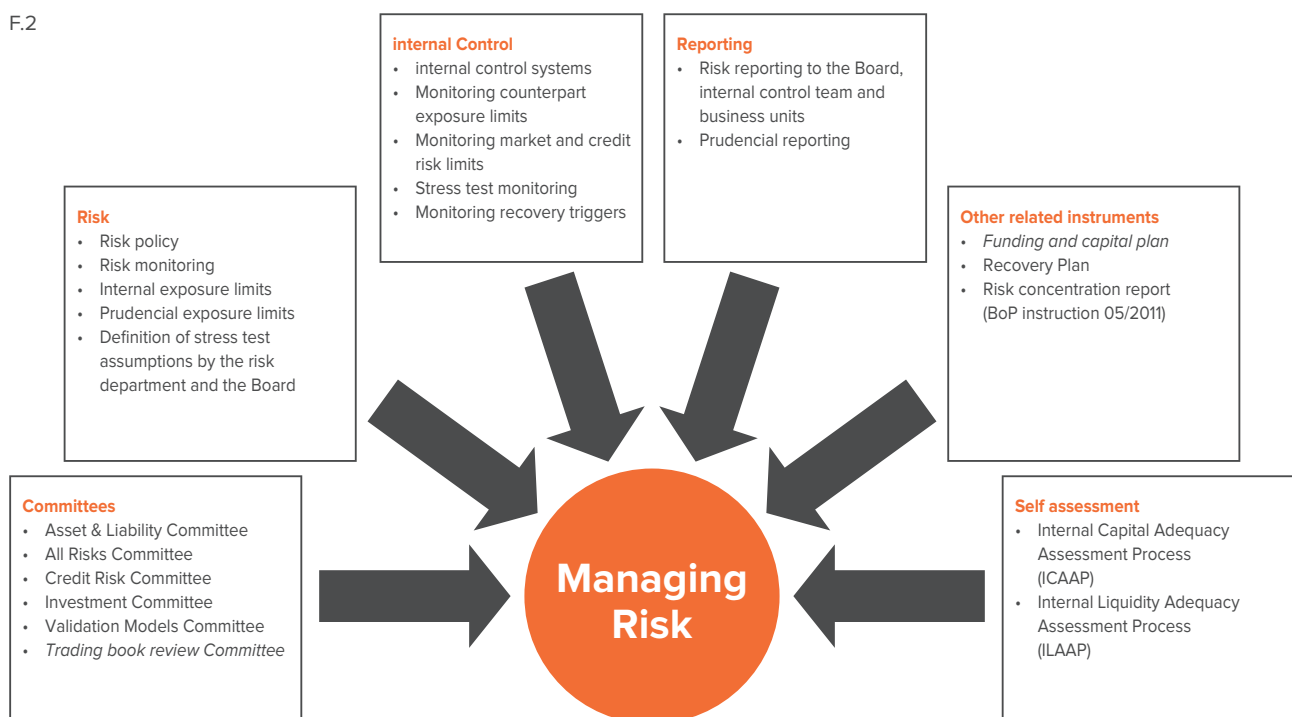 F.2
internal Control
• internal control systems
• Monitoring counterpart
exposure limits
• Monitoring market and credit
risk limits
• Stress test monitoring
• Monitoring recovery triggers
Reporting
• Risk reporting to the Board,
internal control team and
business units
• Prudencial reporting
Risk
• Risk policy
• Risk monitoring
• Internal exposure limits
• Prudencial exposure limits
• Definition of stress test
assumptions by the risk
department and the Board
Other related instruments
• Funding and capital plan
• Recovery Plan
• Risk concentration report
(BoP instruction 05/2011)
Committees
• Asset & Liability Committee
• All Risks Committee
• Credit Risk Committee
• Investment Committee
• Validation Models Committee
• Trading book review Committee
Self assessment
• Internal Capital Adequacy
Assessment Process
(ICAAP)
• Internal Liquidity Adequacy
Assessment Process
(ILAAP)
Managing
Risk